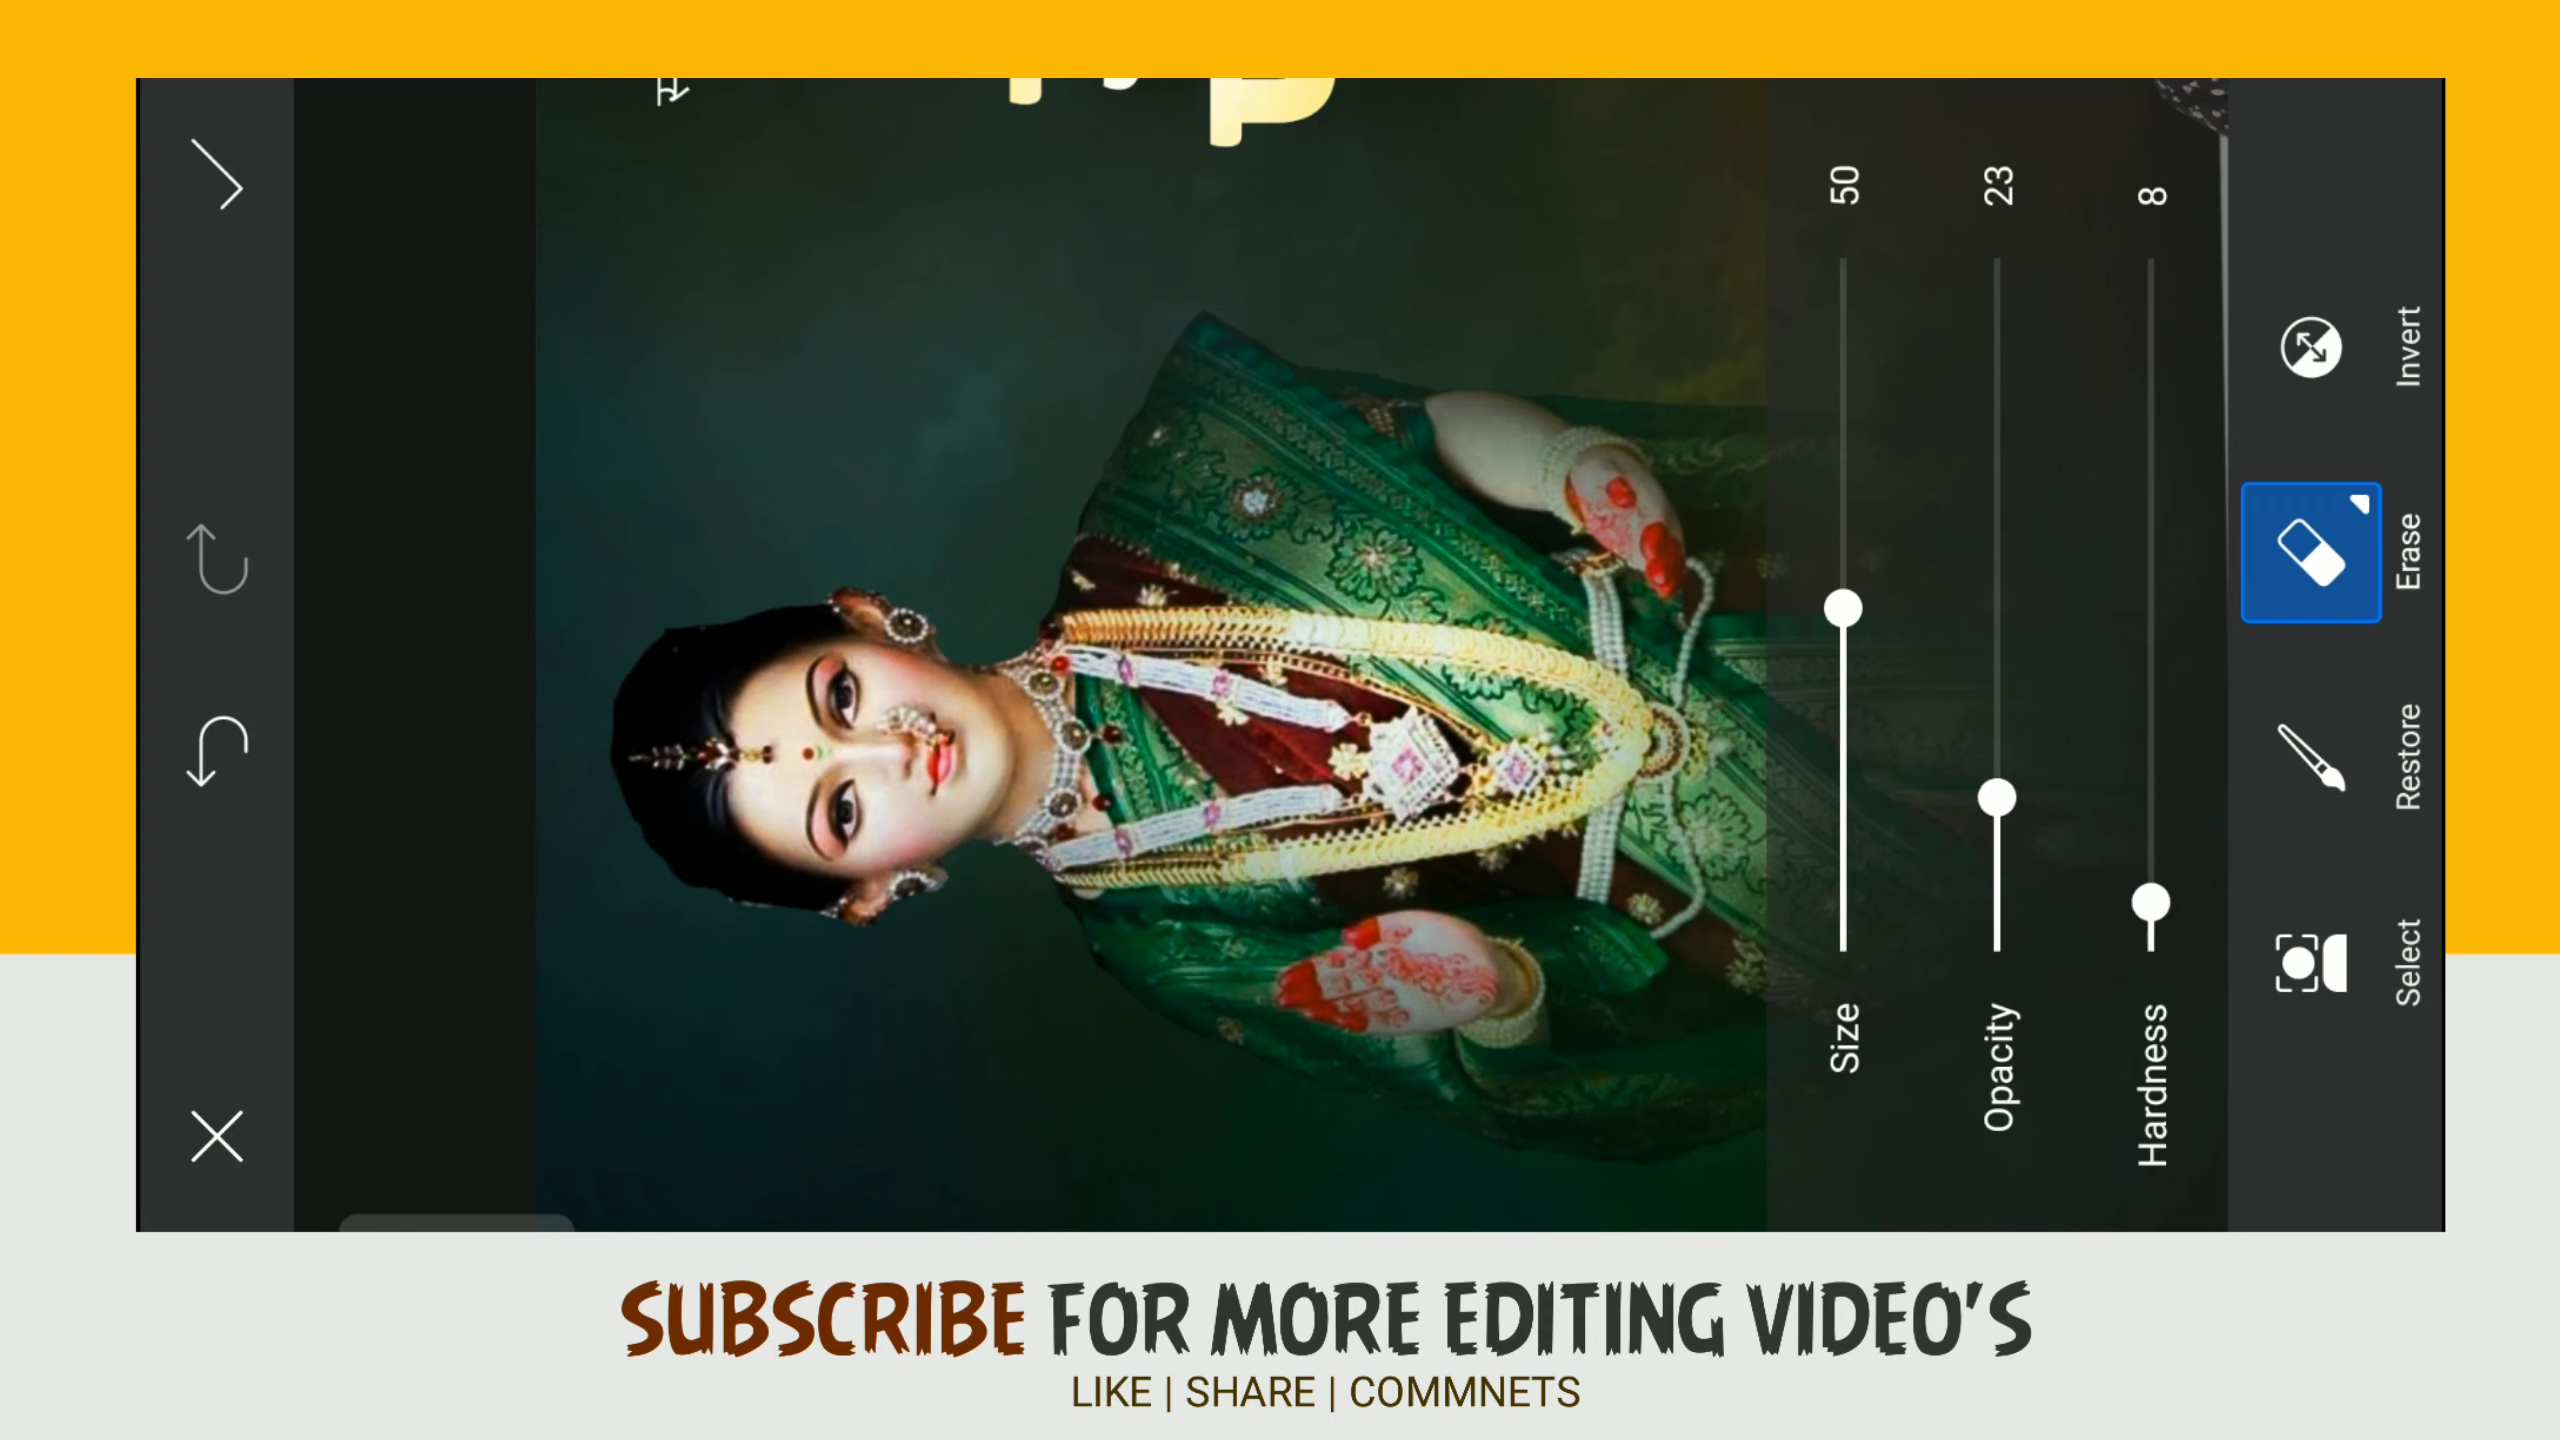 50
23
8
Size
Opacity
Hardness
Invert
Erase
Restore
Select
SUBSCRIBE FOR MORE EDITING VIDEO'S
LIKE | SHARE | COMMNETS